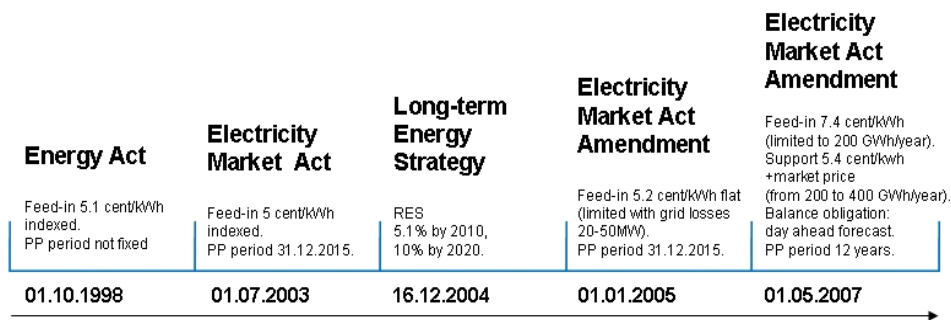 Energy Act
Feed-in 5.1 cent/kWh
indexed.
PP period not fixed
01.10.1998
Electricity
Market Act
Feed-in 5 cent/kWh
indexed.
PP period 31.12.2015.
01.07.2003
Long-term
Energy
Strategy
RES
5.1% by 2010,
10% by 2020.
16.12.2004
Electricity
Market Act
Amendment
Feed-in 5.2 cent/kWh flat
(limited with grid losses
20-50MW).
PP period 31.12.2015.
01.01.2005
Electricity
Market Act
Amendment
Feed-in 7.4 cent/kWh
(limited to 200 GWh/year).
Support 5.4 cent/kwh
+market price
(from 200 to 400 GWh/year).
Balance obligation:
day ahead forecast.
PP period 12 years.
01.05.2007